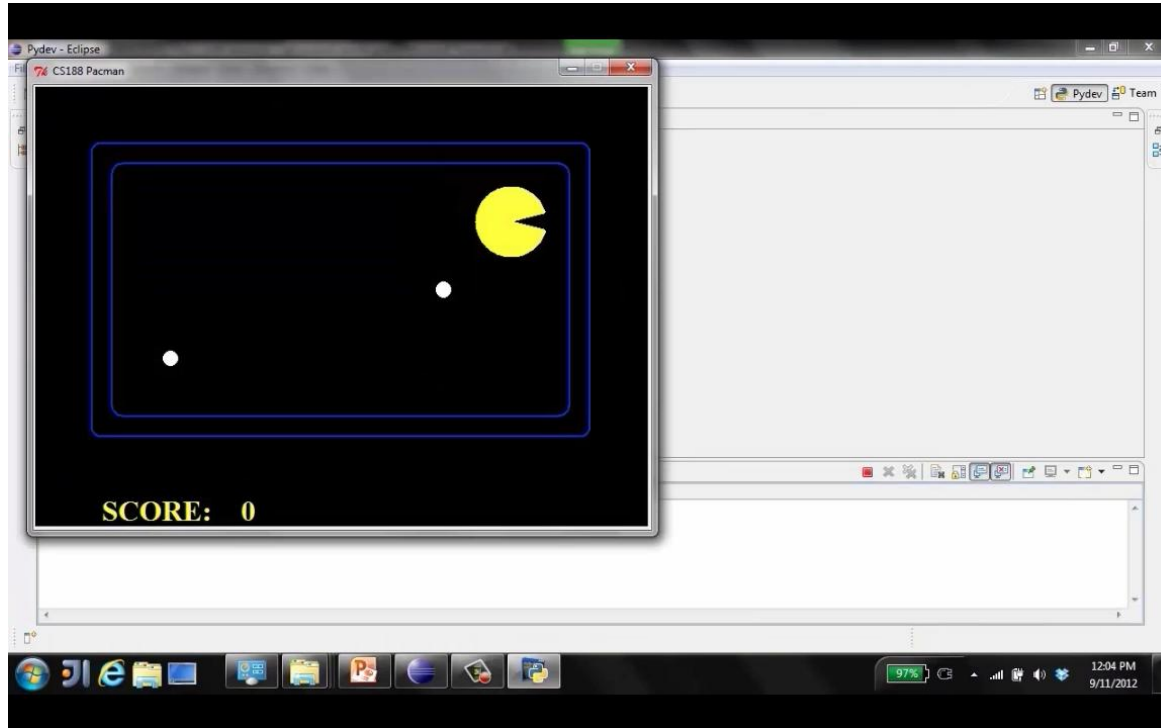 Pydev - Eclipse
CS188 Pacman
Pydev
Team
SCORE: 0
97%
12:04 PM
9/11/2012